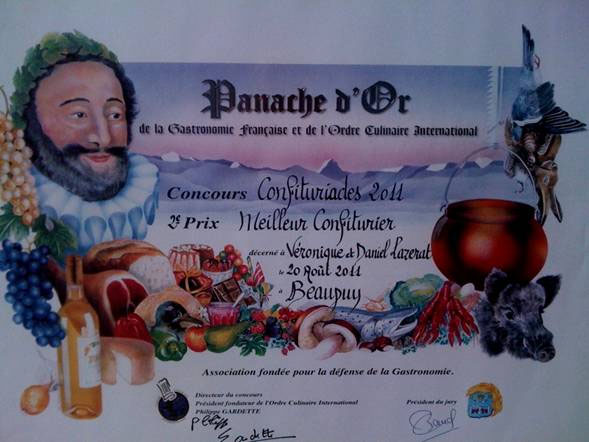 Panache d'Or
de la Gastronomie Française et de l'Ordre Culinaire International
Concours Confituriades 2011
2e Prix Meilleur Confiturier
décerné à Véronique et Daniel Lazerat
le 20 Août 2011
à Beaupuy
Association fondée pour la défense de la Gastronomie.
Directeur du concours
Président fondateur de l'Ordre Culinaire International
Philippe GARDETTE
Président du jury